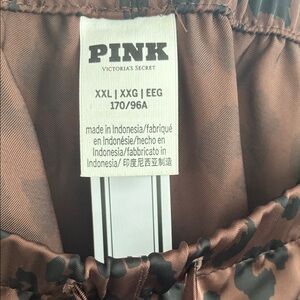 PINK
VICTORIA'S SECRET
XXL | XXG | EEG
170/96A
made in Indonesia/fabriqué
en Indonésie/hecho en
Indonesia/fabbricato in
Indonesia/印度尼西亚制造